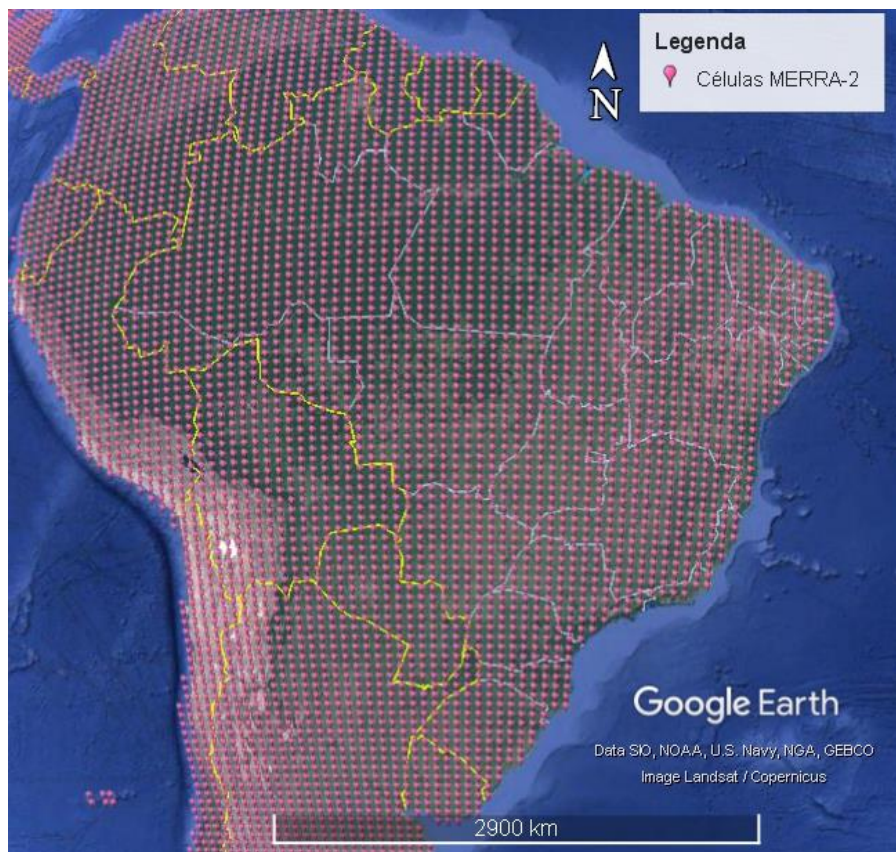 Legenda
Células MERRA-2
N
Google Earth
Data SIO, NOAA, U.S. Navy, NGA, GEBCO
Image Landsat / Copernicus
2900 km